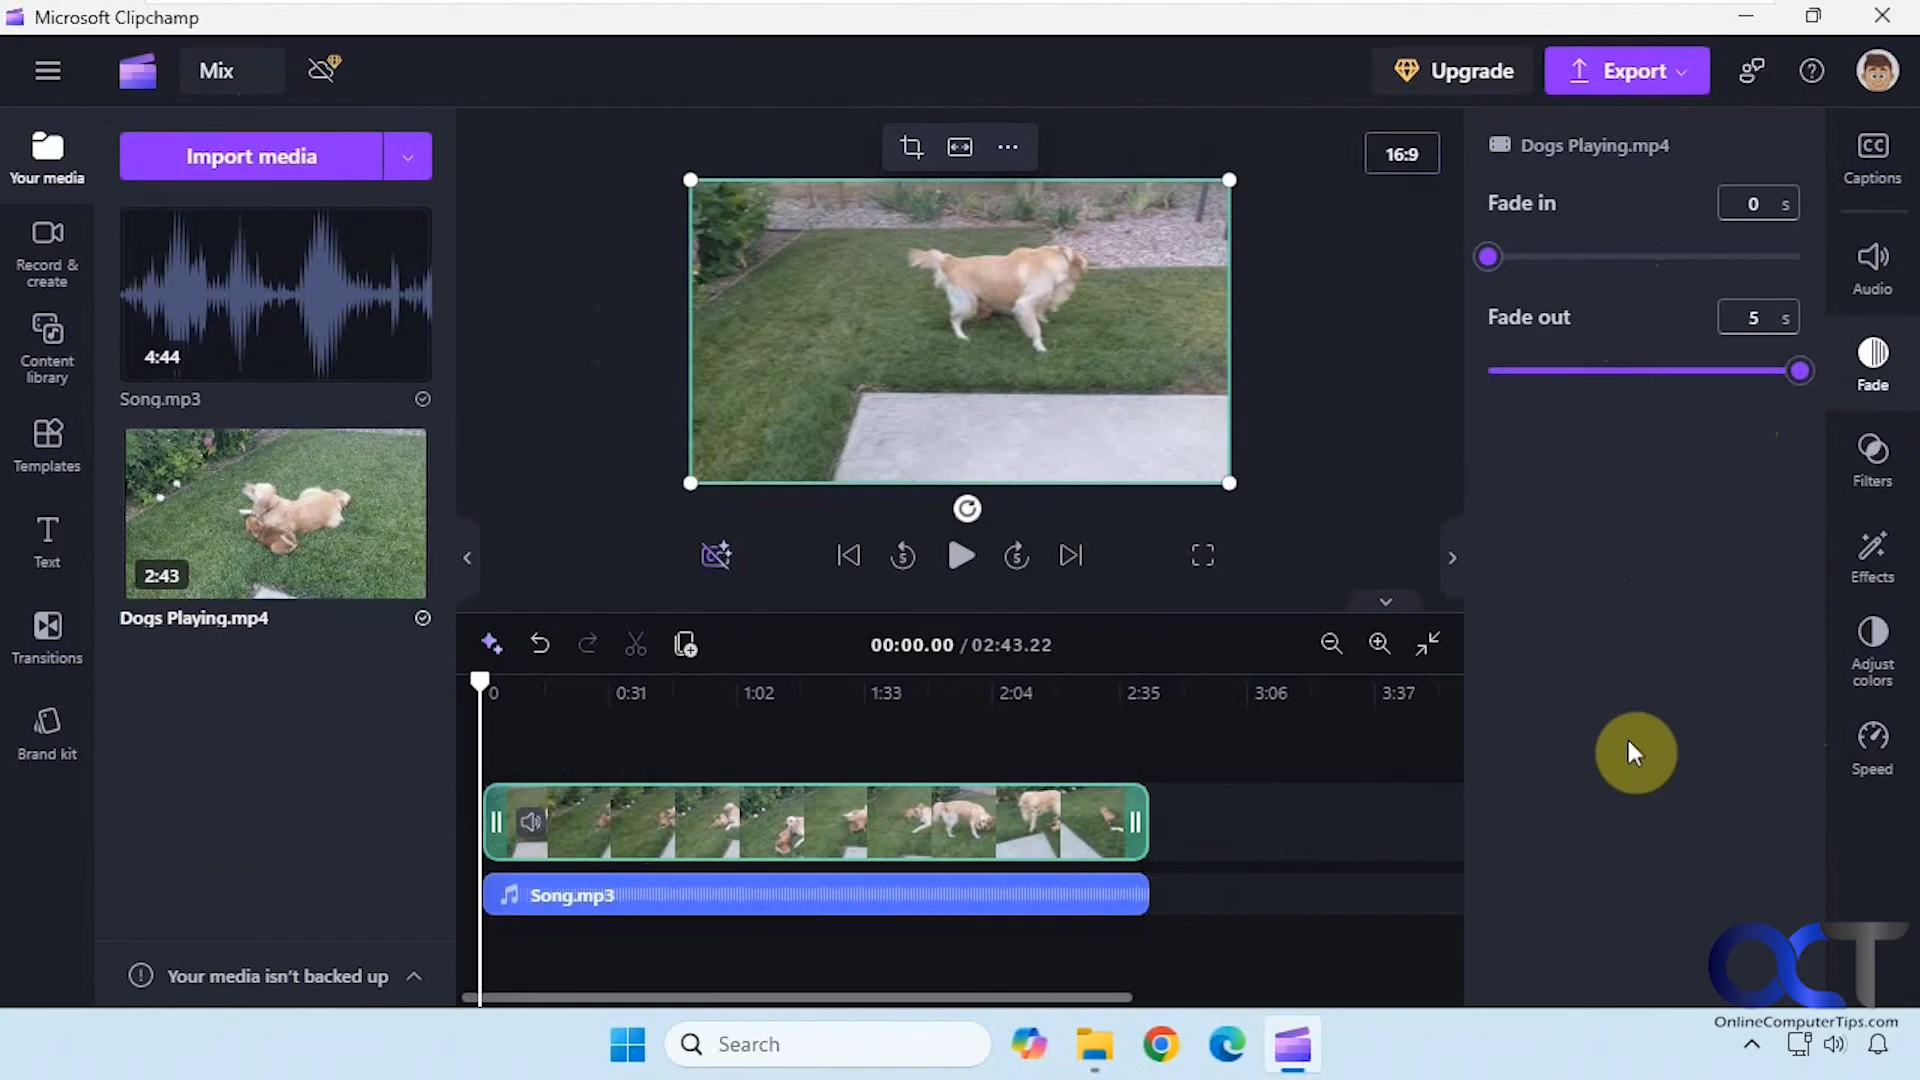 Microsoft Clipchamp
Mix
Upgrade
Export
Your media
Import media
16:9
Dogs Playing.mp4
Captions
Fade in
0 s
Record &
create
Audio
Fade out
5 s
4:44
Content
library
Fade
Song.mp3
Templates
Filters
Text
2:43
5
5
Effects
Dogs Playing.mp4
Transitions
00:00.00 / 02:43.22
Adjust
colors
0
0:31
1:02
1:33
2:04
2:35
3:06
3:37
Brand kit
Speed
Song.mp3
Your media isn't backed up
OCT
OnlineComputerTips.com
Search